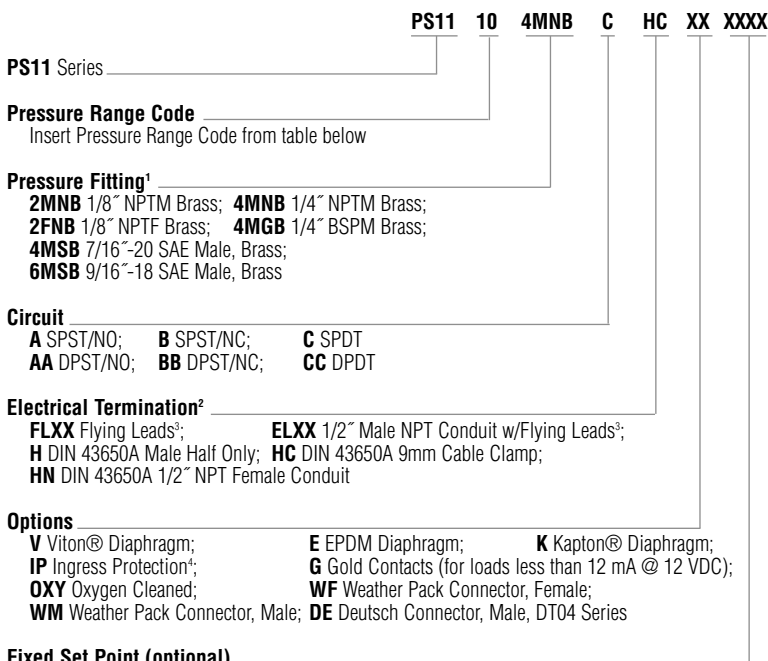 PS11 10 4MNB C HC XX XXXX
PS11 Series
Pressure Range Code
Insert Pressure Range Code from table below
Pressure Fitting¹
2MNB 1/8˝ NPTM Brass; 4MNB 1/4˝ NPTM Brass;
2FNB 1/8˝ NPTF Brass; 4MGB 1/4˝ BSPM Brass;
4MSB 7/16˝-20 SAE Male, Brass;
6MSB 9/16˝-18 SAE Male, Brass
Circuit
A SPST/NO; B SPST/NC; C SPDT
AA DPST/NO; BB DPST/NC; CC DPDT
Electrical Termination²
FLXX Flying Leads³; ELXX 1/2˝ Male NPT Conduit w/Flying Leads³;
H DIN 43650A Male Half Only; HC DIN 43650A 9mm Cable Clamp;
HN DIN 43650A 1/2˝ NPT Female Conduit
Options
V Viton® Diaphragm; E EPDM Diaphragm; K Kapton® Diaphragm;
IP Ingress Protection⁴; G Gold Contacts (for loads less than 12 mA @ 12 VDC);
OXY Oxygen Cleaned; WF Weather Pack Connector, Female;
WM Weather Pack Connector, Male; DE Deutsch Connector, Male, DT04 Series
Fixed Set Point (optional)